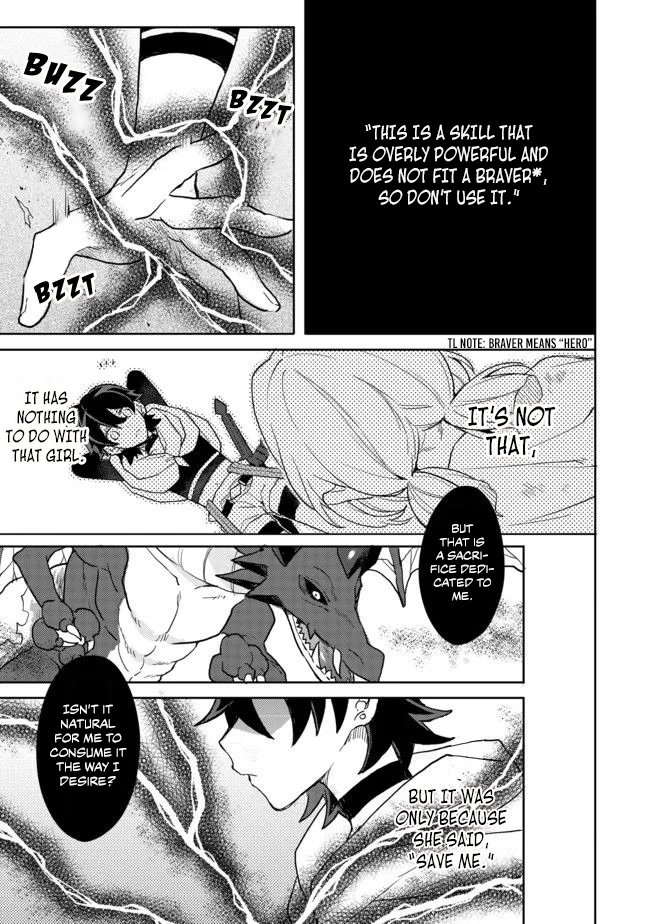 "THIS IS A SKILL THAT
IS OVERLY POWERFUL AND
DOES NOT FIT A BRAVER*,
SO DON'T USE IT."
BUZZ
BZZT
BZZT
TL NOTE: BRAVER MEANS "HERO"
IT'S NOT
THAT,
IT HAS
NOTHING
TO DO WITH
THAT GIRL.
BUT
THAT IS
A SACRI-
FICE DEDI-
CATED TO
ME.
ISN'T IT
NATURAL
FOR ME TO
CONSUME IT
THE WAY I
DESIRE?
BUT IT WAS
ONLY BECAUSE
SHE SAID,
"SAVE ME."